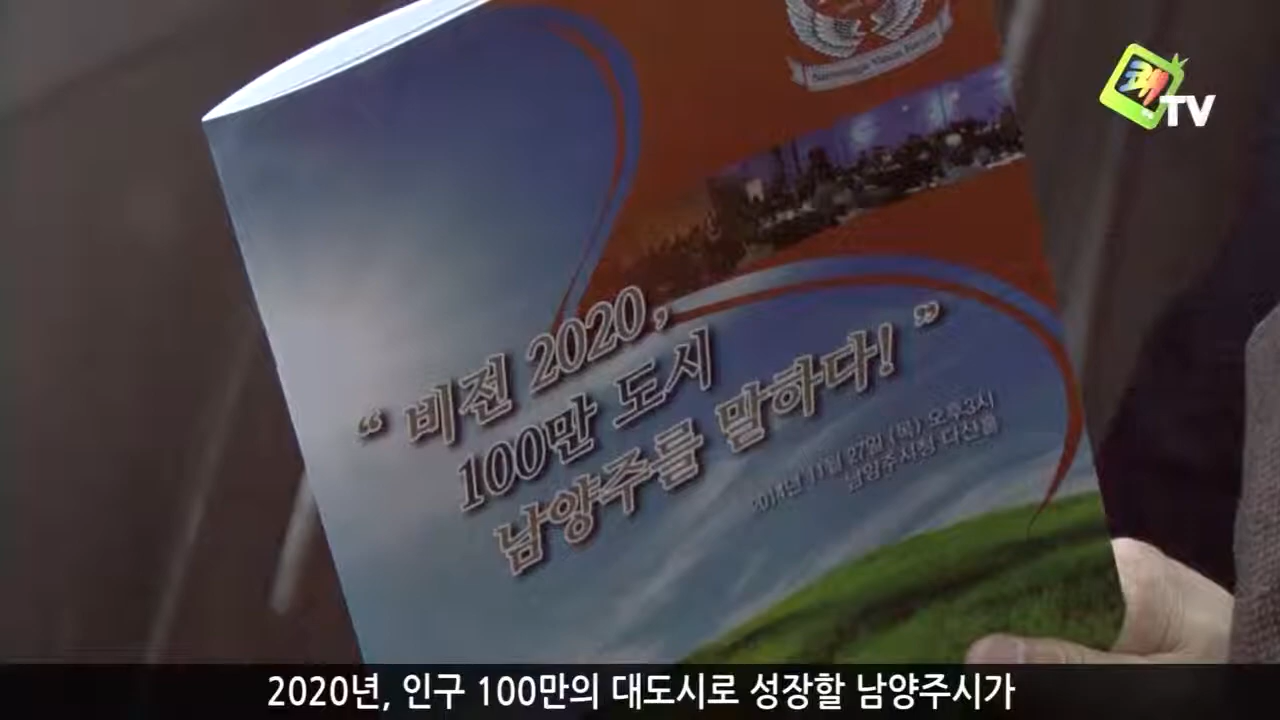 쾌
TV
“ 비전 2020,
100만 도시
남양주를 말하다! ”
2014년 11월 27일 (목) 오후3시
남양주시청 다산홀
2020년, 인구 100만의 대도시로 성장할 남양주시가